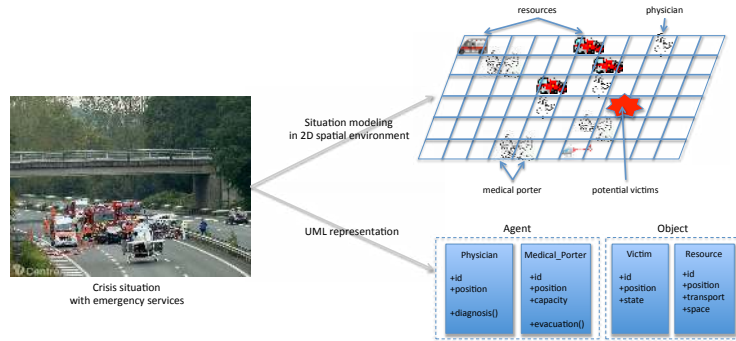 resources
physician
Situation modeling
in 2D spatial environment
medical porter
potential victims
UML representation
Crisis situation
with emergency services
Agent
Object
Physician
+id
+position
+diagnosis()
Medical_Porter
+id
+position
+capacity
+evacuation()
Victim
+id
+position
+state
Resource
+id
+position
+transport
+space
Centre